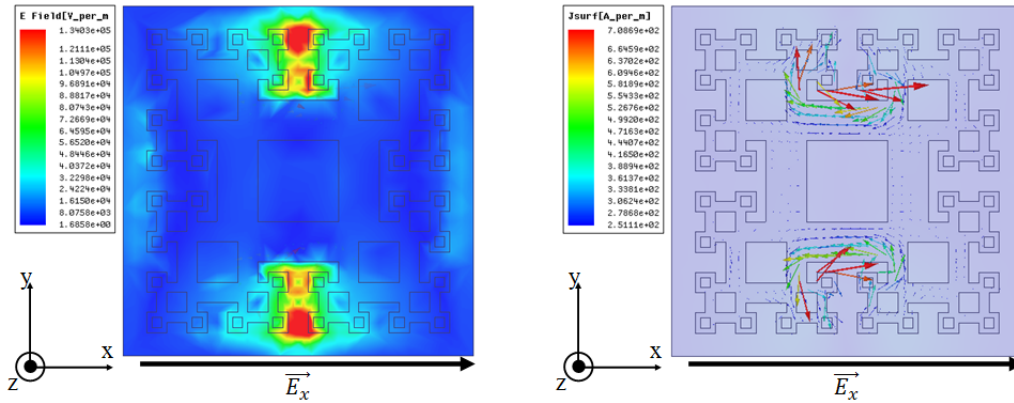 E Field[V_per_m
1.3403e+05
1.2111e+05
1.1304e+05
1.0497e+05
9.6891e+04
8.8817e+04
8.0743e+04
7.2669e+04
6.4595e+04
5.6520e+04
4.8446e+04
4.0372e+04
3.2298e+04
2.4224e+04
1.6150e+04
8.0758e+03
1.6858e+00
y
x
z
E⃗x
Jsurf[A_per_m]
7.0869e+02
6.6459e+02
6.3702e+02
6.0946e+02
5.8189e+02
5.5433e+02
5.2676e+02
4.9920e+02
4.7163e+02
4.4407e+02
4.1650e+02
3.8894e+02
3.6137e+02
3.3381e+02
3.0624e+02
2.7868e+02
2.5111e+02
y
x
z
E⃗x